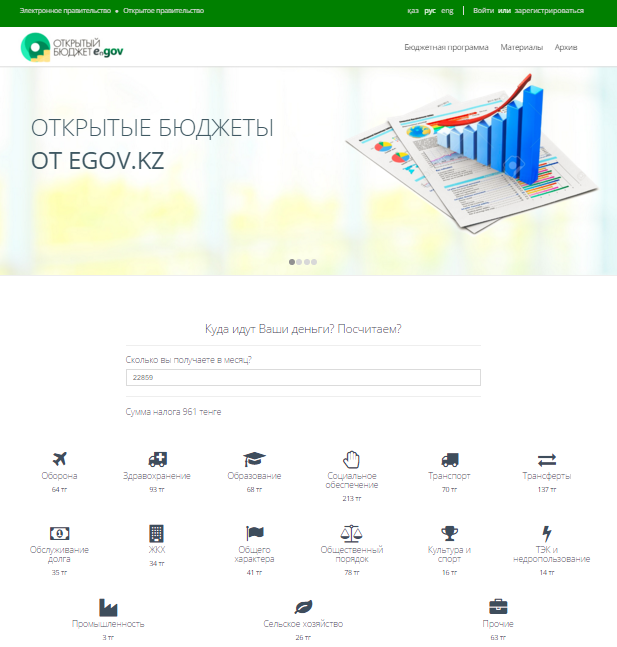 Электронное правительство • Открытое правительство
қаз рус eng | Войти или зарегистрироваться
ОТКРЫТЫЙ
БЮДЖЕТ egov
Бюджетная программа Материалы Архив
ОТКРЫТЫЕ БЮДЖЕТЫ
ОТ EGOV.KZ
Куда идут Ваши деньги? Посчитаем?
Сколько вы получаете в месяц?
22859
Сумма налога 961 тенге
Оборона
64 тг
Здравохранение
93 тг
Образование
68 тг
Социальное
обеспечение
213 тг
Транспорт
70 тг
Трансферты
137 тг
Обслуживание
долга
35 тг
ЖКХ
34 тг
Общего
характера
41 тг
Общественный
порядок
78 тг
Культура и
спорт
16 тг
ТЭК и
недропользование
14 тг
Промышленность
3 тг
Сельское хозяйство
26 тг
Прочие
63 тг